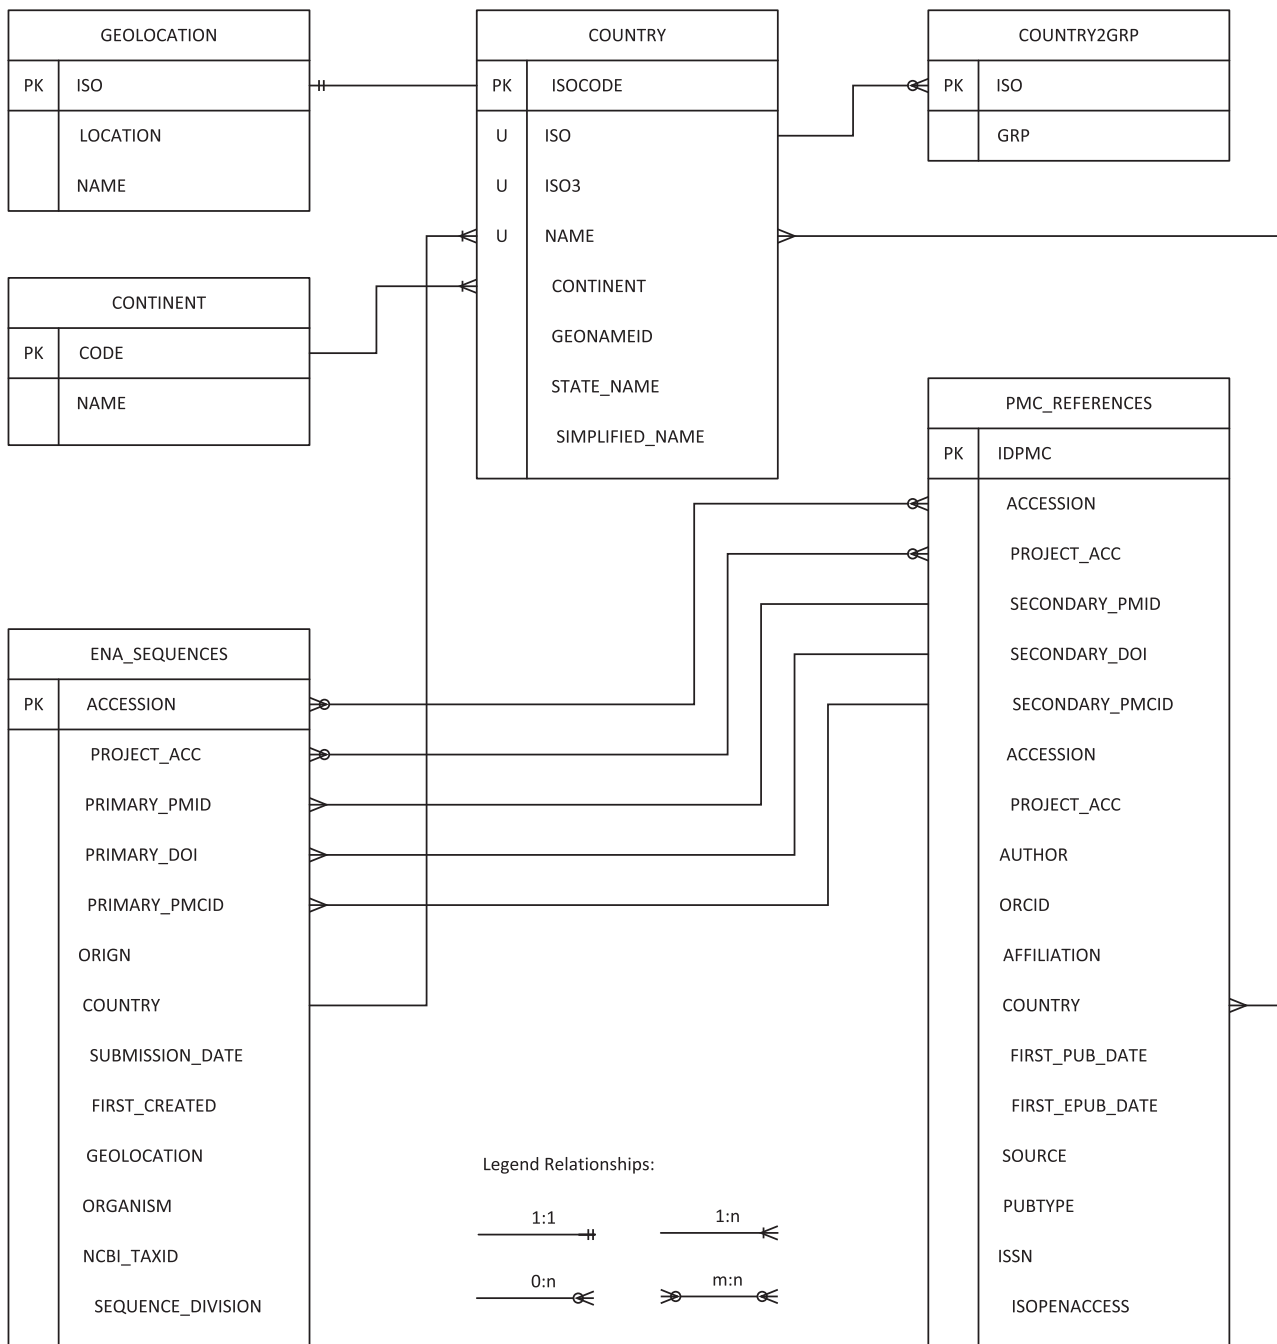 GEOLOCATION
PK ISO
LOCATION
NAME
CONTINENT
PK CODE
NAME
COUNTRY
PK ISOCODE
U ISO
U ISO3
U NAME
CONTINENT
GEONAMEID
STATE_NAME
SIMPLIFIED_NAME
COUNTRY2GRP
PK ISO
GRP
PMC_REFERENCES
PK IDPMC
ACCESSION
PROJECT_ACC
SECONDARY_PMID
SECONDARY_DOI
SECONDARY_PMCID
ACCESSION
PROJECT_ACC
AUTHOR
ORCID
AFFILIATION
COUNTRY
FIRST_PUB_DATE
FIRST_EPUB_DATE
SOURCE
PUBTYPE
ISSN
ISOPENACCESS
ENA_SEQUENCES
PK ACCESSION
PROJECT_ACC
PRIMARY_PMID
PRIMARY_DOI
PRIMARY_PMCID
ORIGN
COUNTRY
SUBMISSION_DATE
FIRST_CREATED
GEOLOCATION
ORGANISM
NCBI_TAXID
SEQUENCE_DIVISION
Legend Relationships:
1:1 1:n
0:n m:n